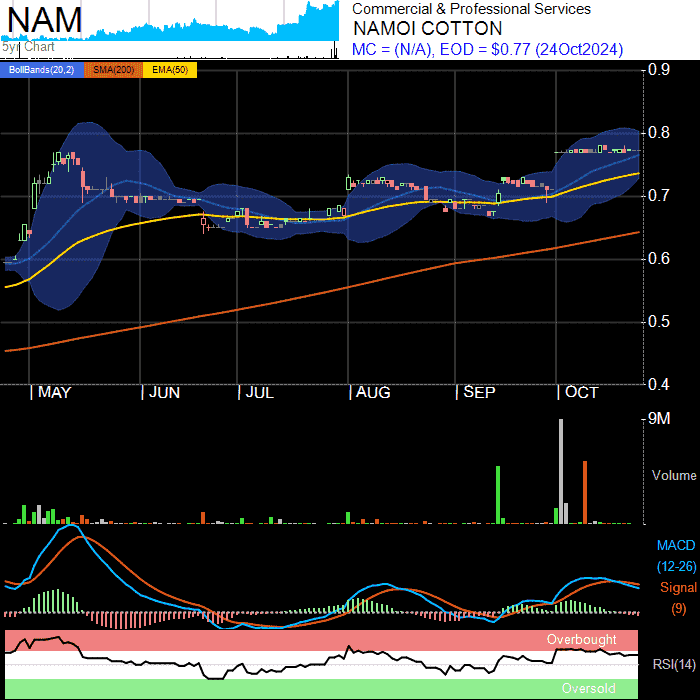 NAM
Commercial & Professional Services
NAMOI COTTON
5yr Chart
MC = (N/A), EOD = $0.77 (24Oct2024)
BollBands(20,2) SMA(200) EMA(50)
0.9
0.8
0.7
0.6
0.5
0.4
MAY JUN JUL AUG SEP OCT
9M
Volume
MACD
(12-26)
Signal
(9)
Overbought
RSI(14)
Oversold